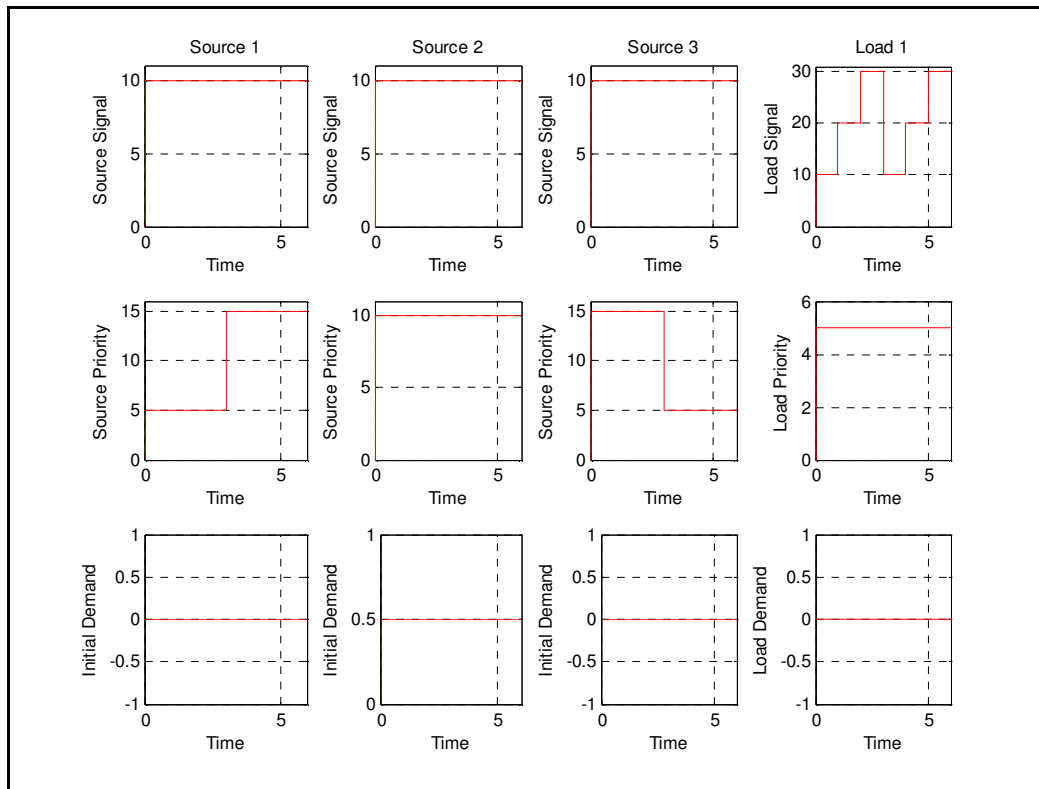 Source 1
Source 2
Source 3
Load 1
Source Signal
10
5
0
0
5
Time
Source Signal
10
5
0
0
5
Time
Source Signal
10
5
0
0
5
Time
Load Signal
30
20
10
0
0
5
Time
Source Priority
15
10
5
0
0
5
Time
Source Priority
10
5
0
0
5
Time
Source Priority
15
10
5
0
0
5
Time
Load Priority
6
4
2
0
0
5
Time
Initial Demand
1
0.5
0
-0.5
-1
0
5
Time
Initial Demand
1
0.5
0
0
5
Time
Initial Demand
1
0.5
0
-0.5
-1
0
5
Time
Load Demand
1
0.5
0
-0.5
-1
0
5
Time